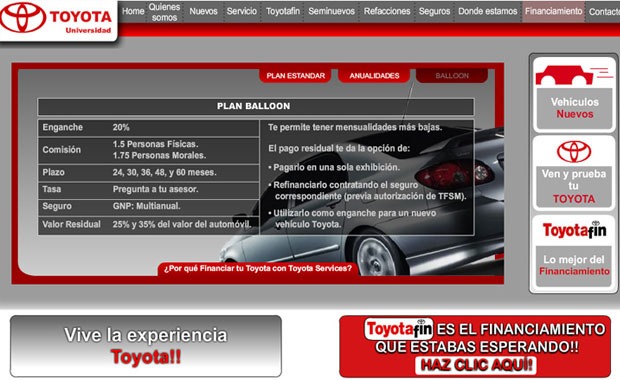 TOYOTA
Universidad
Home
Quienes
somos
Nuevos
Servicio
Toyotafin
Seminuevos
Refacciones
Seguros
Donde estamos
Financiamiento
Contacto
PLAN ESTANDAR
ANUALIDADES
BALLOON
PLAN BALLOON
Enganche 20%
Comisión 1.5 Personas Físicas.
1.75 Personas Morales.
Plazo 24, 30, 36, 48, y 60 meses.
Tasa Pregunta a tu asesor.
Seguro GNP: Multianual.
Valor Residual 25% y 35% del valor del automóvil.
Te permite tener mensualidades más bajas.
El pago residual te da la opción de:
• Pagarlo en una sola exhibición.
• Refinanciarlo contratando el seguro
correspondiente (previa autorización de TFSM).
• Utilizarlo como enganche para un nuevo
vehículo Toyota.
¿Por qué Financiar tu Toyota con Toyota Services?
Vehículos
Nuevos
Ven y prueba
tu
TOYOTA
Toyotafin
Lo mejor del
Financiamiento
Vive la experiencia
Toyota!!
Toyotafin ES EL FINANCIAMIENTO
QUE ESTABAS ESPERANDO!!
HAZ CLIC AQUÍ!